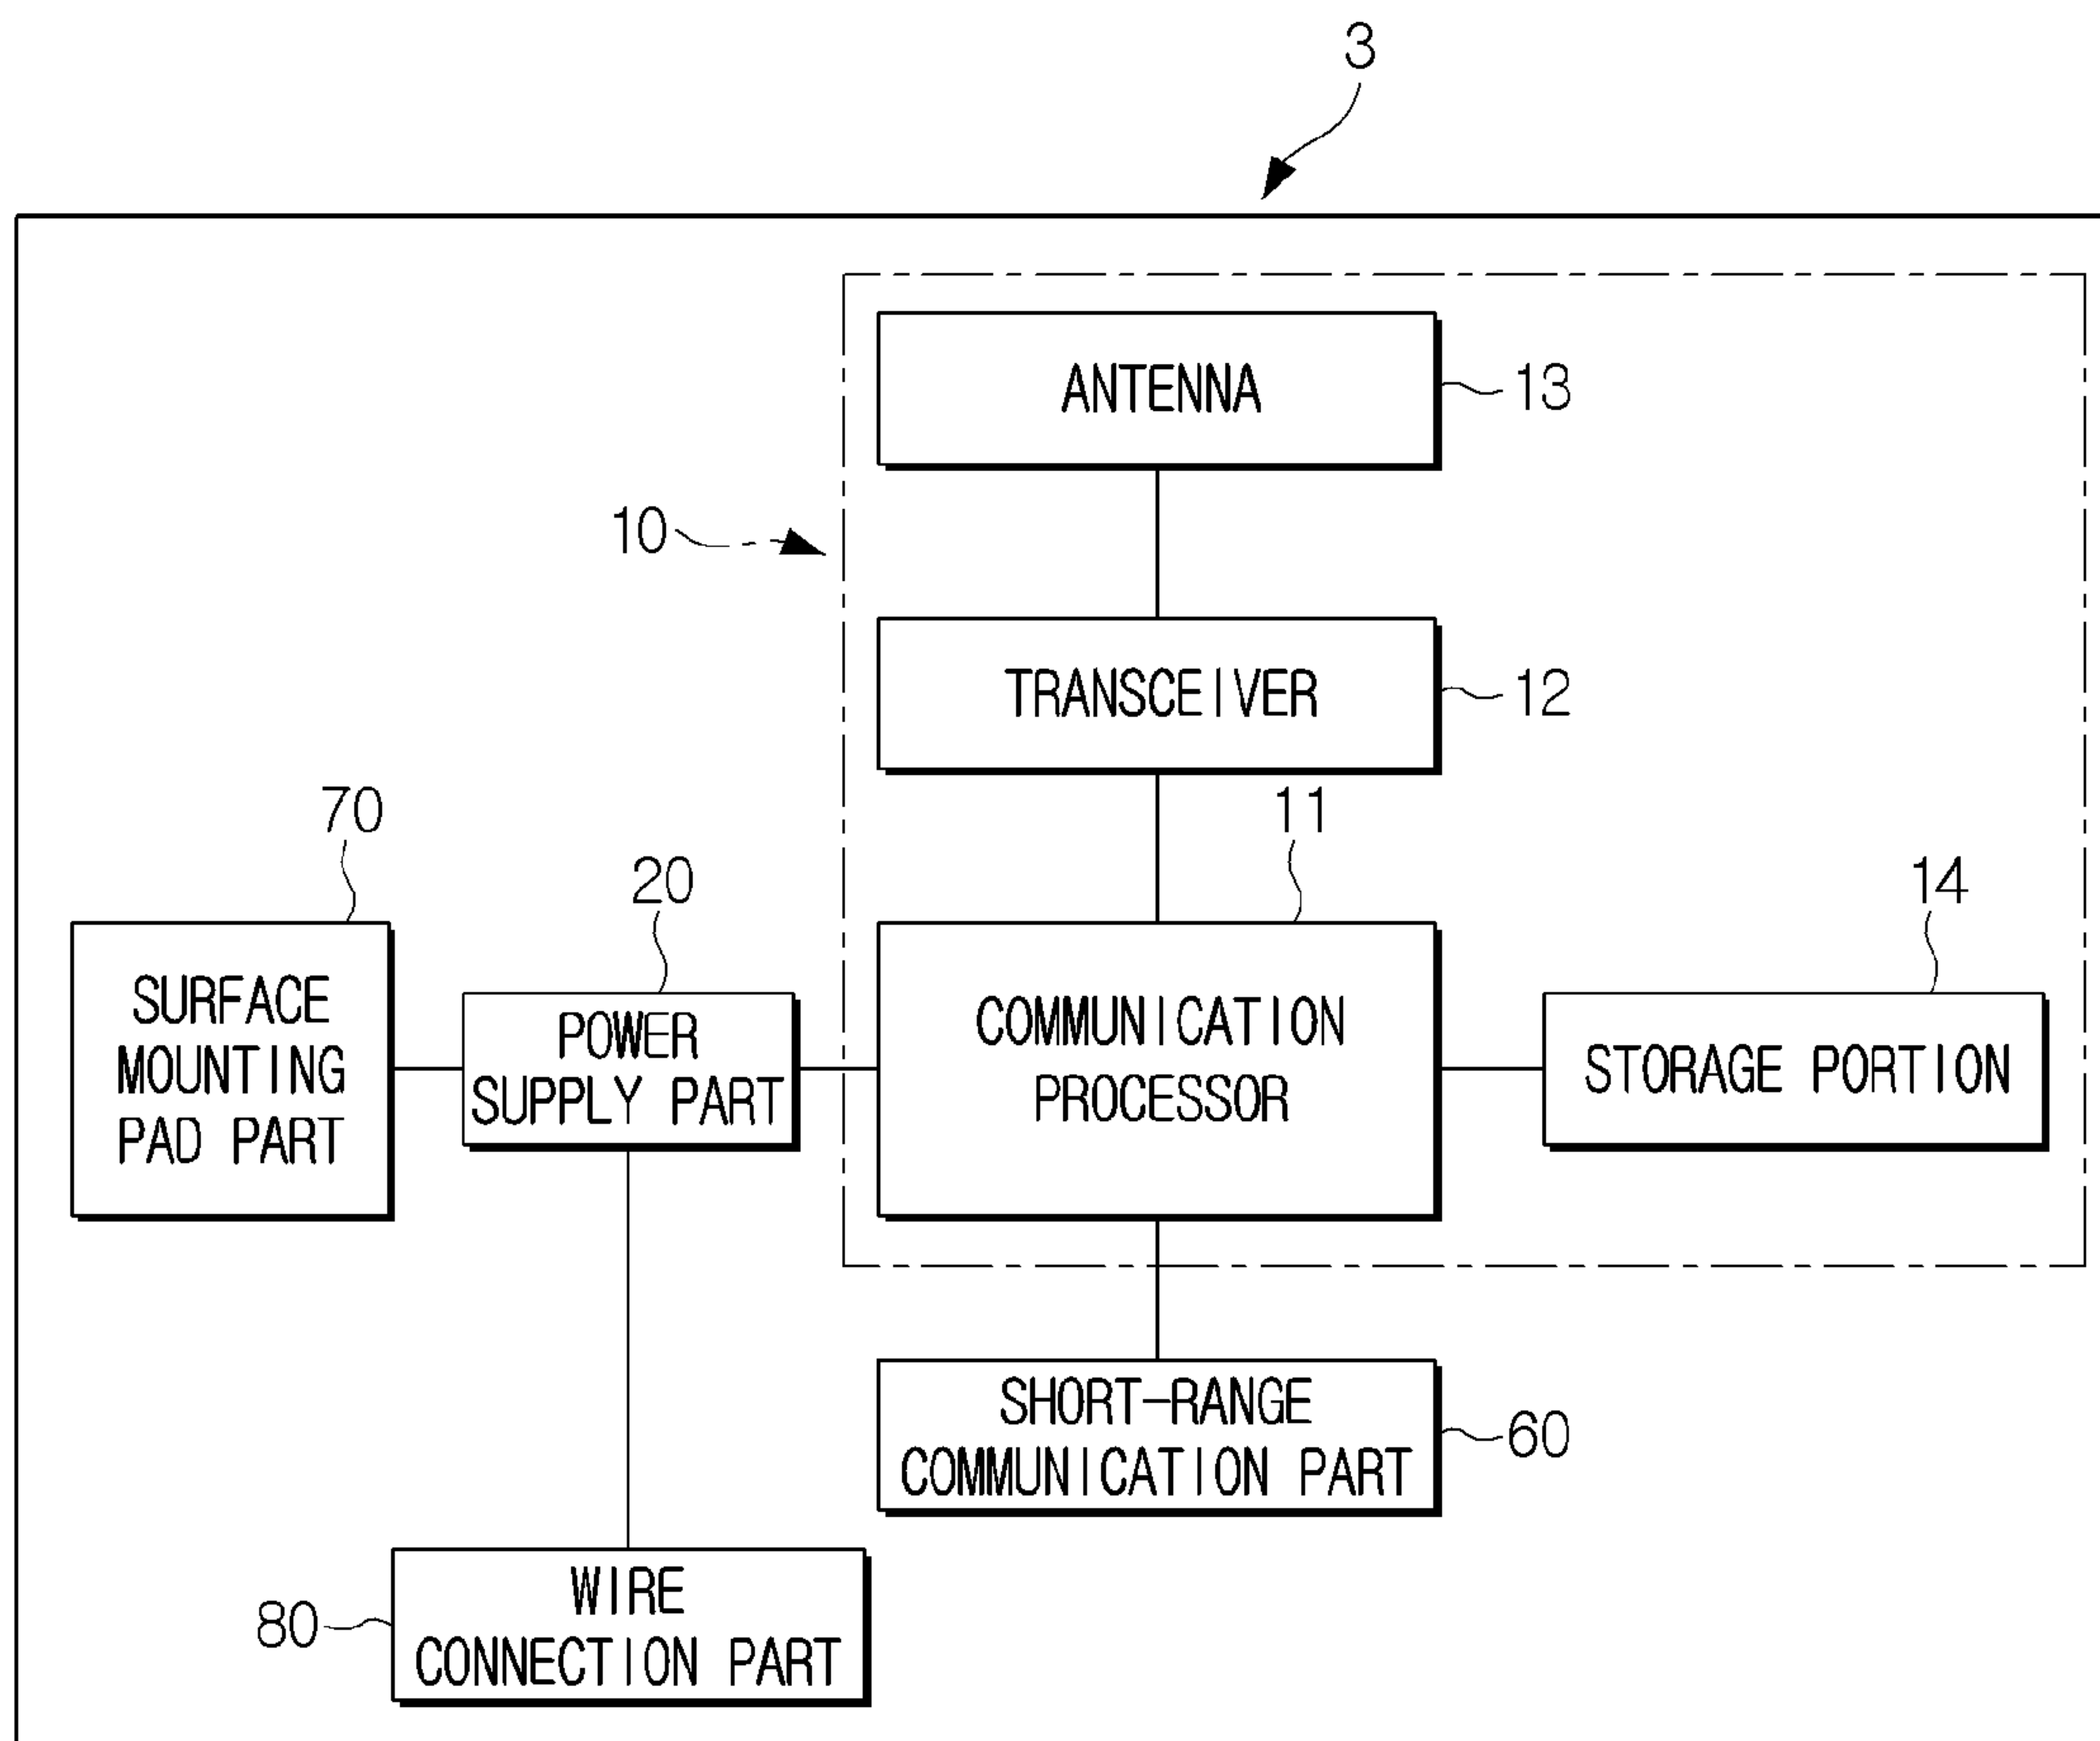 3
ANTENNA
13
10
TRANSCEIVER
12
70
11
20
14
SURFACE
MOUNTING
PAD PART
POWER
SUPPLY PART
COMMUNICATION
PROCESSOR
STORAGE PORTION
SHORT-RANGE
COMMUNICATION PART
60
WIRE
CONNECTION PART
80